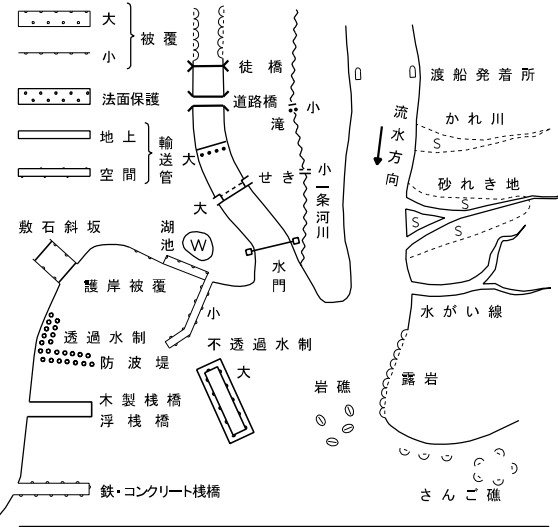 大
被覆
小
法面保護
地上
輸送管
空間
徒橋
道路橋
小
滝
大
せき
小
大
一条河川
流水方向
渡船発着所
かれ川
S
砂れき地
S
S
S
敷石斜坂
湖池
W
水門
護岸被覆
小
水がい線
透過水制
不透過水制
防波堤
大
岩礁
露岩
木製桟橋
浮桟橋
鉄・コンクリート桟橋
さんご礁